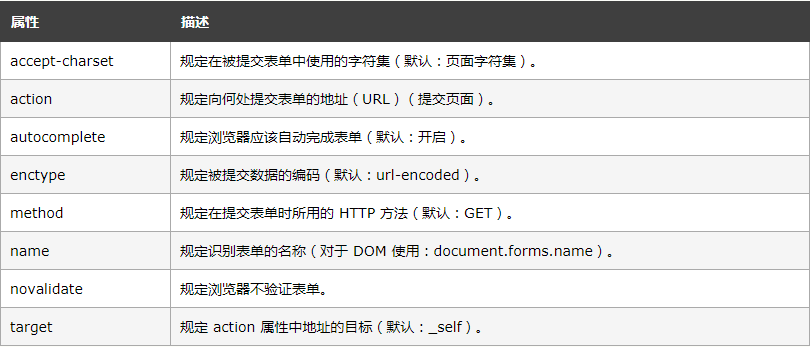 属性 描述
accept-charset 规定在被提交表单中使用的字符集（默认：页面字符集）。
action 规定向何处提交表单的地址（URL）（提交页面）。
autocomplete 规定浏览器应该自动完成表单（默认：开启）。
enctype 规定被提交数据的编码（默认：url-encoded）。
method 规定在提交表单时所用的 HTTP 方法（默认：GET）。
name 规定识别表单的名称（对于 DOM 使用：document.forms.name）。
novalidate 规定浏览器不验证表单。
target 规定 action 属性中地址的目标（默认：_self）。